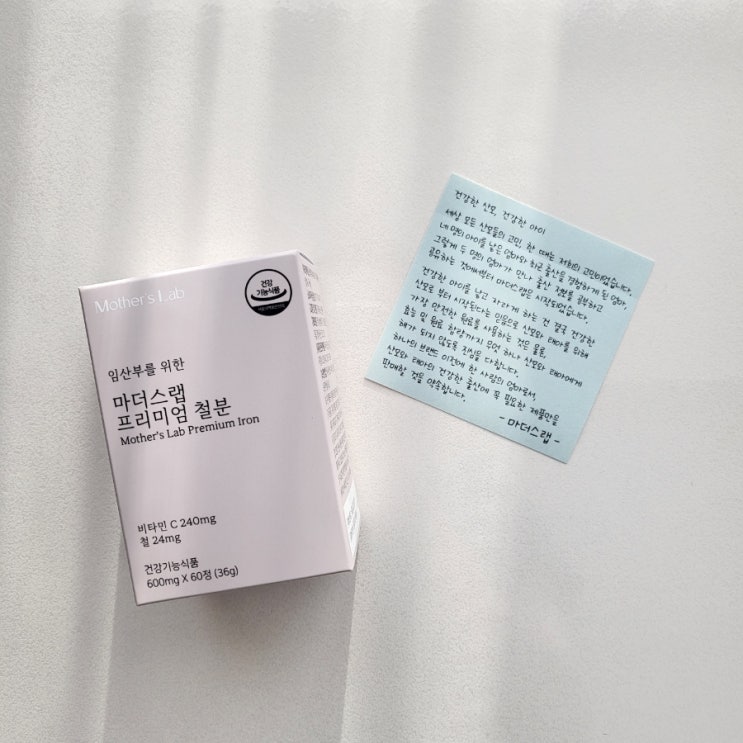 Mother's Lab
건강
기능식품
임산부를 위한
마더스랩
프리미엄 철분
Mother's Lab Premium Iron
비타민 C 240mg
철 24mg
건강기능식품
600mg X 60정 (36g)
건강한 산모, 건강한 아이
세상 모든 산모들의 고민, 한 때는 저희의 고민이었습니다.
네 명의 아이를 낳은 엄마와 최근 출산을 경험하게 된 엄마,
그렇게 두 명의 엄마가 만나 출산 경험을 공유하고
공유하는 것에서부터 마더스랩은 시작되었습니다.
건강한 아이를 낳고 자라게 하는 건 결국 건강한
산모로 부터 시작된다는 믿음으로 산모와 태아를 위해
가장 안전한 원료를 사용하는 것은 물론,
효능 및 원료 함량까지 무엇 하나 산모와 태아에게
해가 되지 않도록 진심을 다합니다.
하나의 브랜드 이전에 한 사람의 엄마로서,
산모와 태아의 건강한 출산에 꼭 필요한 제품만을
판매할 것을 약속합니다.
- 마더스랩 -